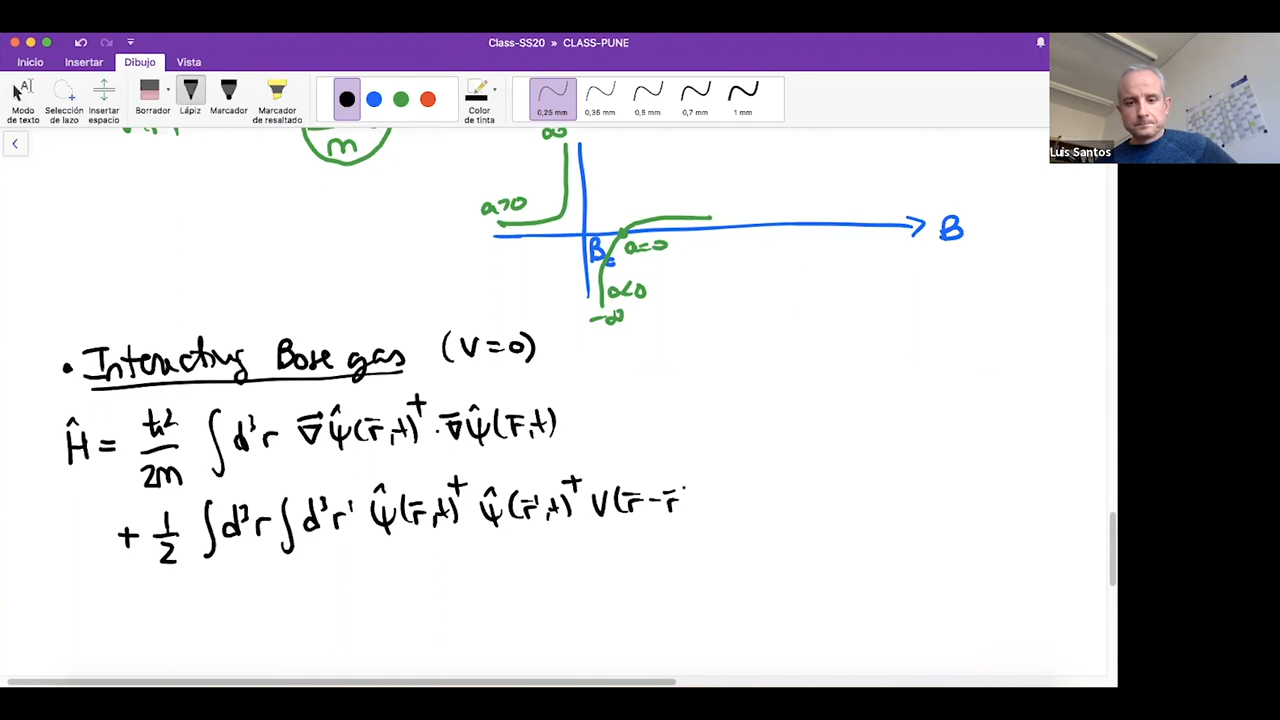 Class-SS20 » CLASS-PUNE
Inicio Insertar Dibujo Vista
Modo de texto Selección de lazo Insertar espacio Borrador Lápiz Marcador Marcador de resaltado Color de tinta 0,25 mm 0,35 mm 0,5 mm 0,7 mm 1 mm
Luis Santos
m
∞
a>0
B
B₀ a=0
a<0
-∞
• Interacting Bose gas (V=0)
Ĥ = ħ²/2m ∫ d³r ∇⃗ψ̂(r̄,t)† · ∇̄ψ̂(r̄,t)
+ 1/2 ∫ d³r ∫ d³r' ψ̂(r̄,t)† ψ̂(r̄',t)† V(r̄ - r̄'